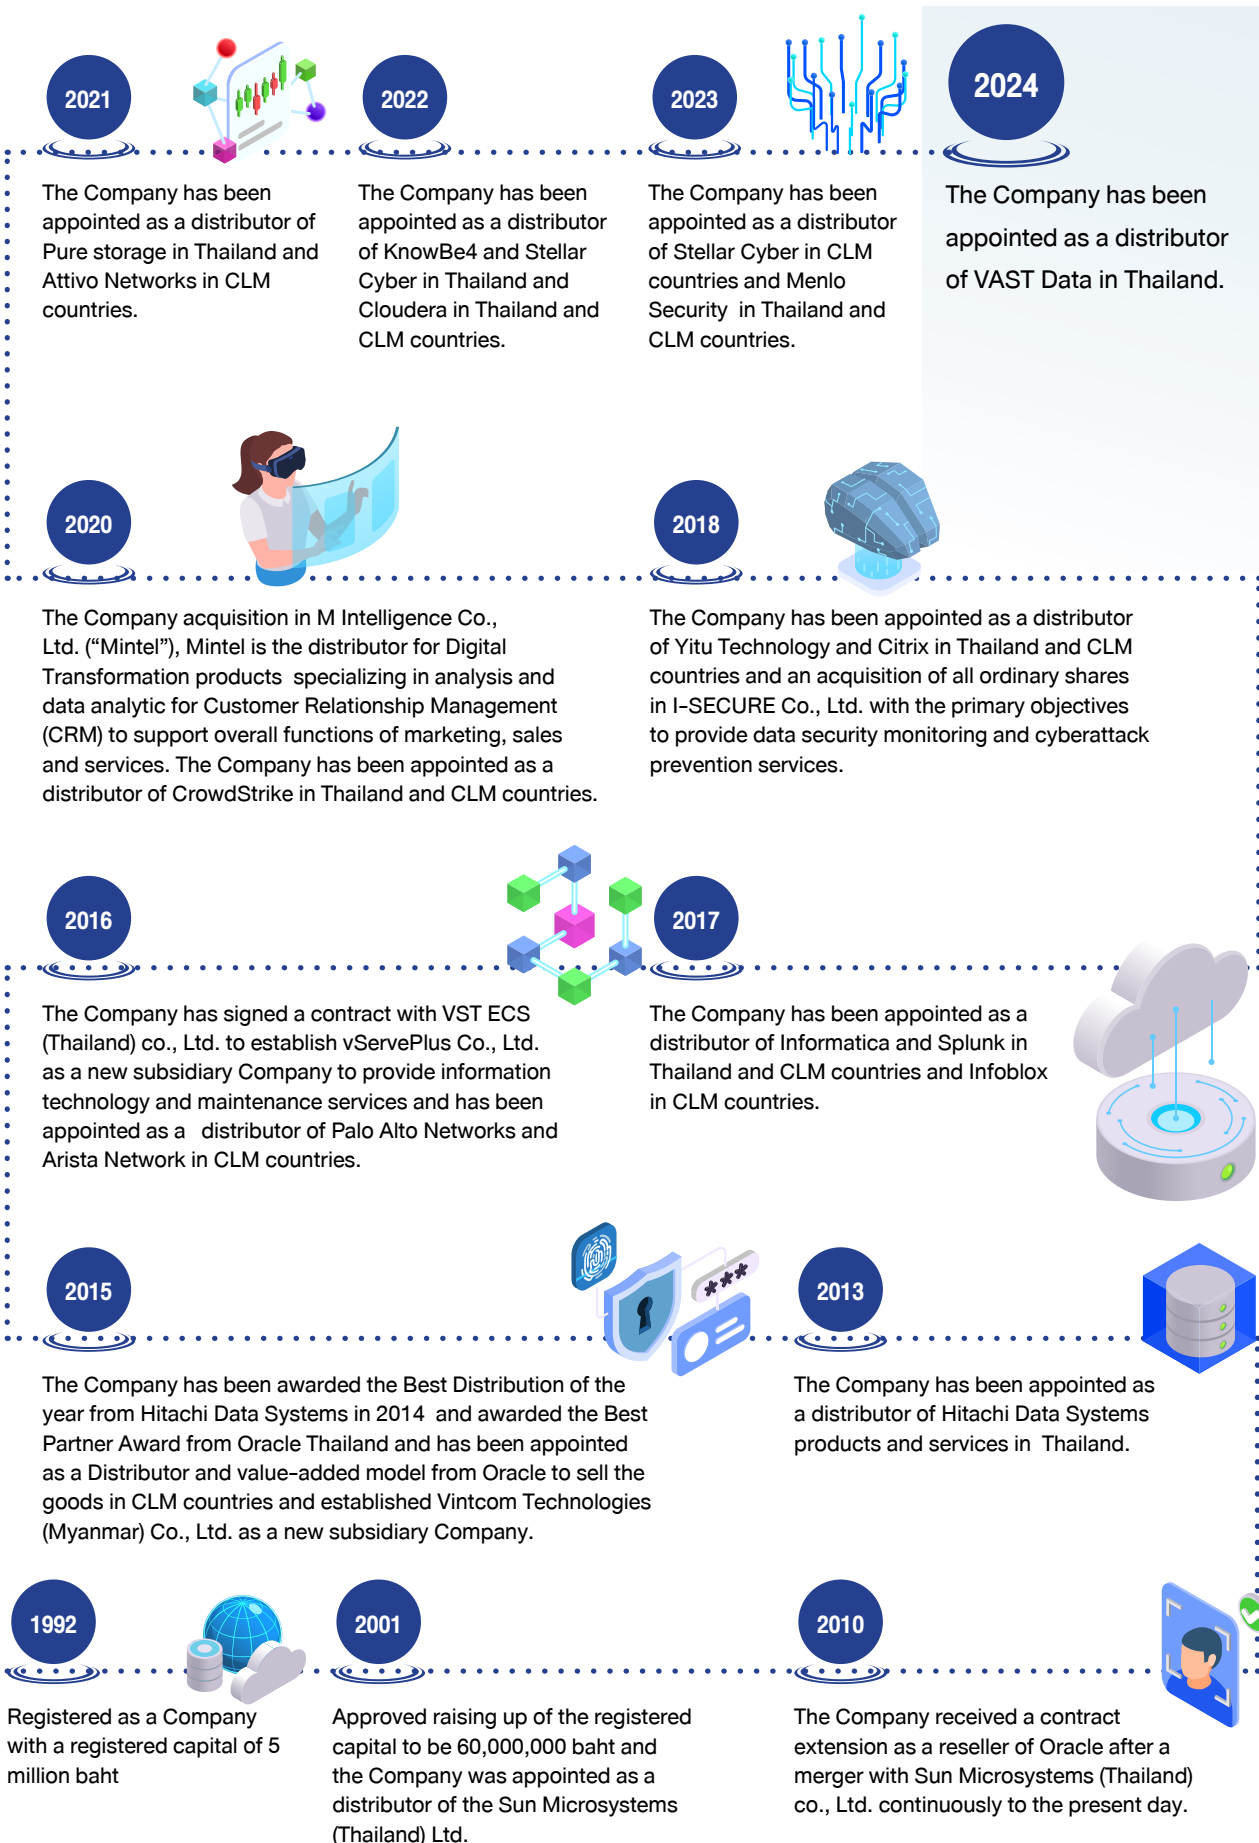 2021
The Company has been
appointed as a distributor of
Pure storage in Thailand and
Attivo Networks in CLM
countries.
2022
The Company has been
appointed as a distributor
of KnowBe4 and Stellar
Cyber in Thailand and
Cloudera in Thailand and
CLM countries.
2023
The Company has been
appointed as a distributor
of Stellar Cyber in CLM
countries and Menlo
Security in Thailand and
CLM countries.
2024
The Company has been
appointed as a distributor
of VAST Data in Thailand.
2020
The Company acquisition in M Intelligence Co.,
Ltd. (“Mintel”), Mintel is the distributor for Digital
Transformation products specializing in analysis and
data analytic for Customer Relationship Management
(CRM) to support overall functions of marketing, sales
and services. The Company has been appointed as a
distributor of CrowdStrike in Thailand and CLM countries.
2018
The Company has been appointed as a distributor
of Yitu Technology and Citrix in Thailand and CLM
countries and an acquisition of all ordinary shares
in I-SECURE Co., Ltd. with the primary objectives
to provide data security monitoring and cyberattack
prevention services.
2016
The Company has signed a contract with VST ECS
(Thailand) co., Ltd. to establish vServePlus Co., Ltd.
as a new subsidiary Company to provide information
technology and maintenance services and has been
appointed as a distributor of Palo Alto Networks and
Arista Network in CLM countries.
2017
The Company has been appointed as a
distributor of Informatica and Splunk in
Thailand and CLM countries and Infoblox
in CLM countries.
2015
The Company has been awarded the Best Distribution of the
year from Hitachi Data Systems in 2014 and awarded the Best
Partner Award from Oracle Thailand and has been appointed
as a Distributor and value-added model from Oracle to sell the
goods in CLM countries and established Vintcom Technologies
(Myanmar) Co., Ltd. as a new subsidiary Company.
***
2013
The Company has been appointed as
a distributor of Hitachi Data Systems
products and services in Thailand.
1992
Registered as a Company
with a registered capital of 5
million baht
2001
Approved raising up of the registered
capital to be 60,000,000 baht and
the Company was appointed as a
distributor of the Sun Microsystems
(Thailand) Ltd.
2010
The Company received a contract
extension as a reseller of Oracle after a
merger with Sun Microsystems (Thailand)
co., Ltd. continuously to the present day.